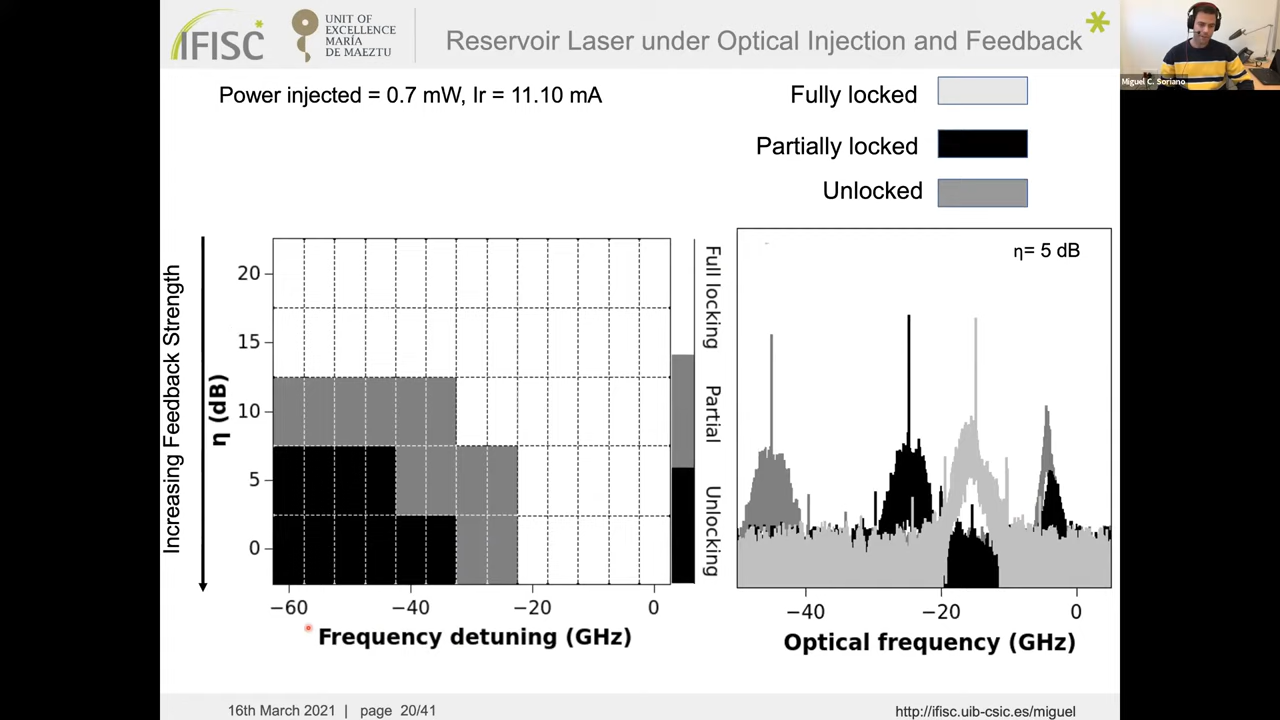 IFISC
UNIT OF
EXCELLENCE
MARÍA
DE MAEZTU
Reservoir Laser under Optical Injection and Feedback
Miguel C. Soriano
Power injected = 0.7 mW, Ir = 11.10 mA
Fully locked
Partially locked
Unlocked
Increasing Feedback Strength
η (dB)
20
15
10
5
0
−60
−40
−20
0
Frequency detuning (GHz)
Full locking
Partial
Unlocking
η= 5 dB
−40
−20
0
Optical frequency (GHz)
16th March 2021 | page 20/41
http://ifisc.uib-csic.es/miguel